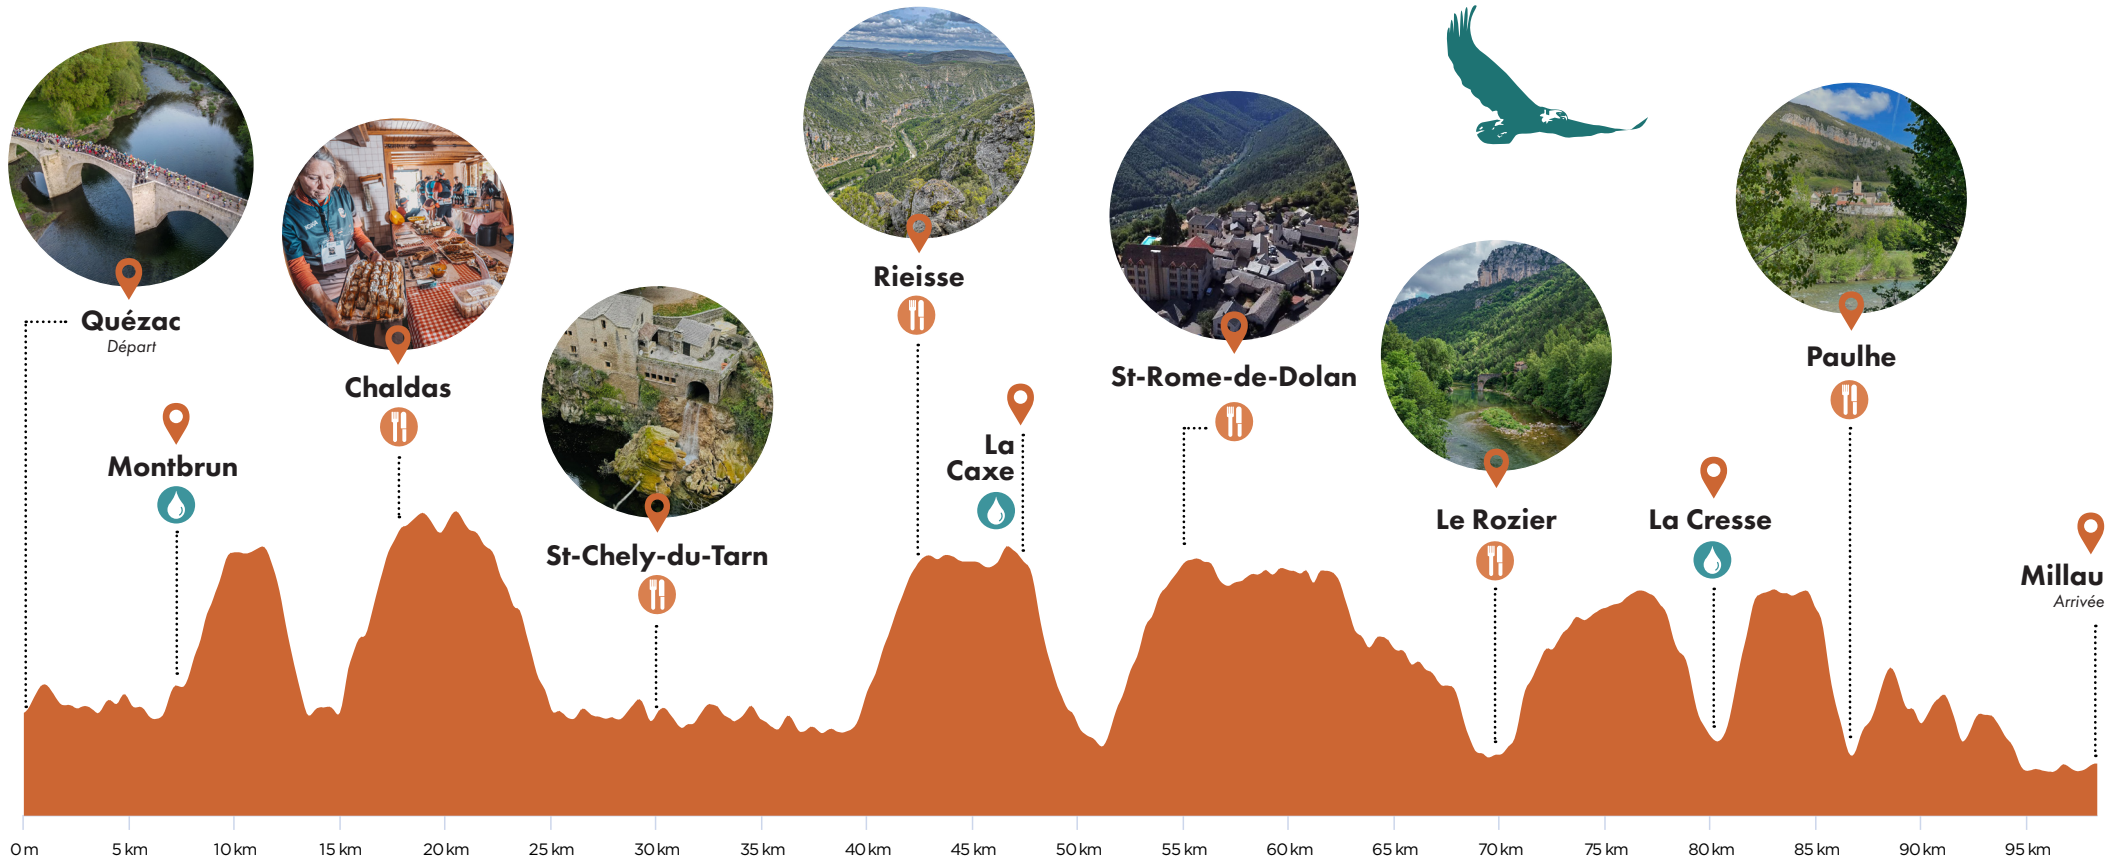 Quézac
Départ
Montbrun
Chaldas
St-Chely-du-Tarn
Rieisse
La
Caxe
St-Rome-de-Dolan
Le Rozier
La Cresse
Paulhe
Millau
Arrivée
0 m 5 km 10 km 15 km 20 km 25 km 30 km 35 km 40 km 45 km 50 km 55 km 60 km 65 km 70 km 75 km 80 km 85 km 90 km 95 km